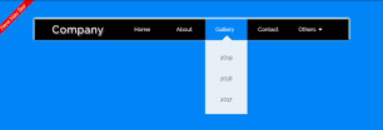 Company
Home
About
Gallery
Contact
Others
2019
2018
2017